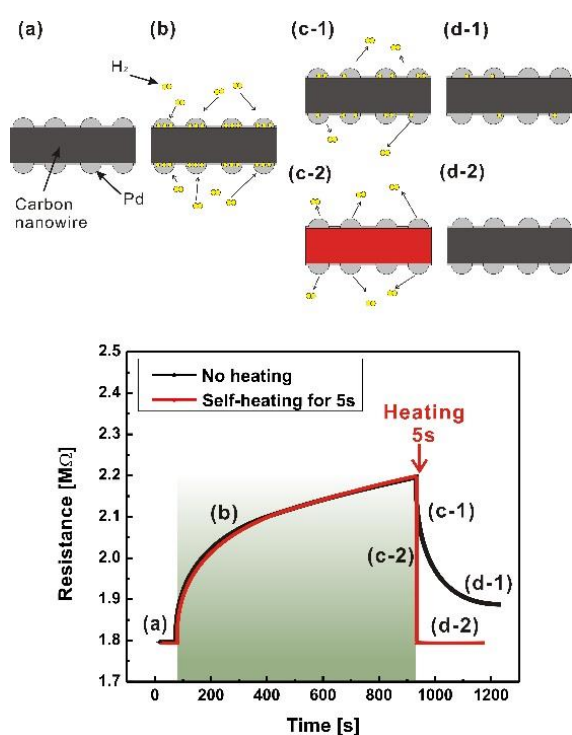 (a)
(b)
(c-1)
(d-1)
H₂
Carbon
nanowire
Pd
(c-2)
(d-2)
2.5
2.4
2.3
2.2
2.1
2.0
1.9
1.8
1.7
Resistance [MΩ]
No heating
Self-heating for 5s
Heating
5s
(a)
(b)
(c-1)
(c-2)
(d-1)
(d-2)
0
200
400
600
800
1000
1200
Time [s]